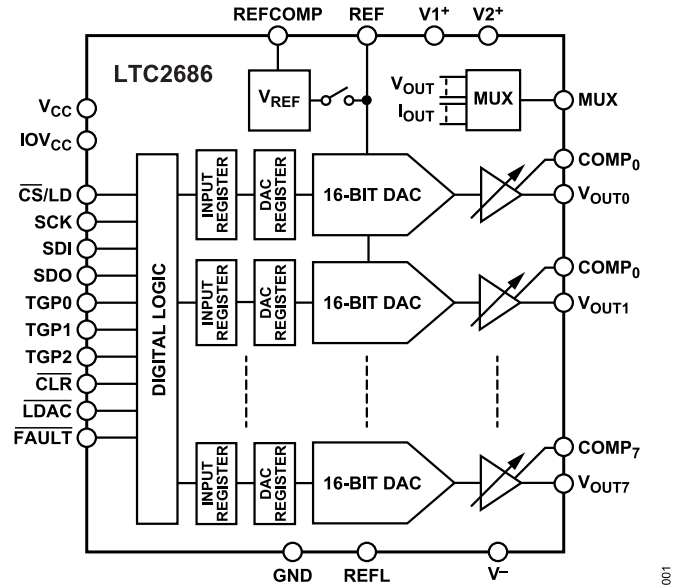 REFCOMP REF V1+ V2+
LTC2686
VCC
IOVCC
VREF
VOUT
IOUT
MUX
MUX
CS/LD
SCK
SDI
SDO
TGP0
TGP1
TGP2
CLR
LDAC
FAULT
DIGITAL LOGIC
INPUT
REGISTER
DAC
REGISTER
16-BIT DAC
COMP0
VOUT0
INPUT
REGISTER
DAC
REGISTER
16-BIT DAC
COMP0
VOUT1
INPUT
REGISTER
DAC
REGISTER
16-BIT DAC
COMP7
VOUT7
GND REFL V–
001